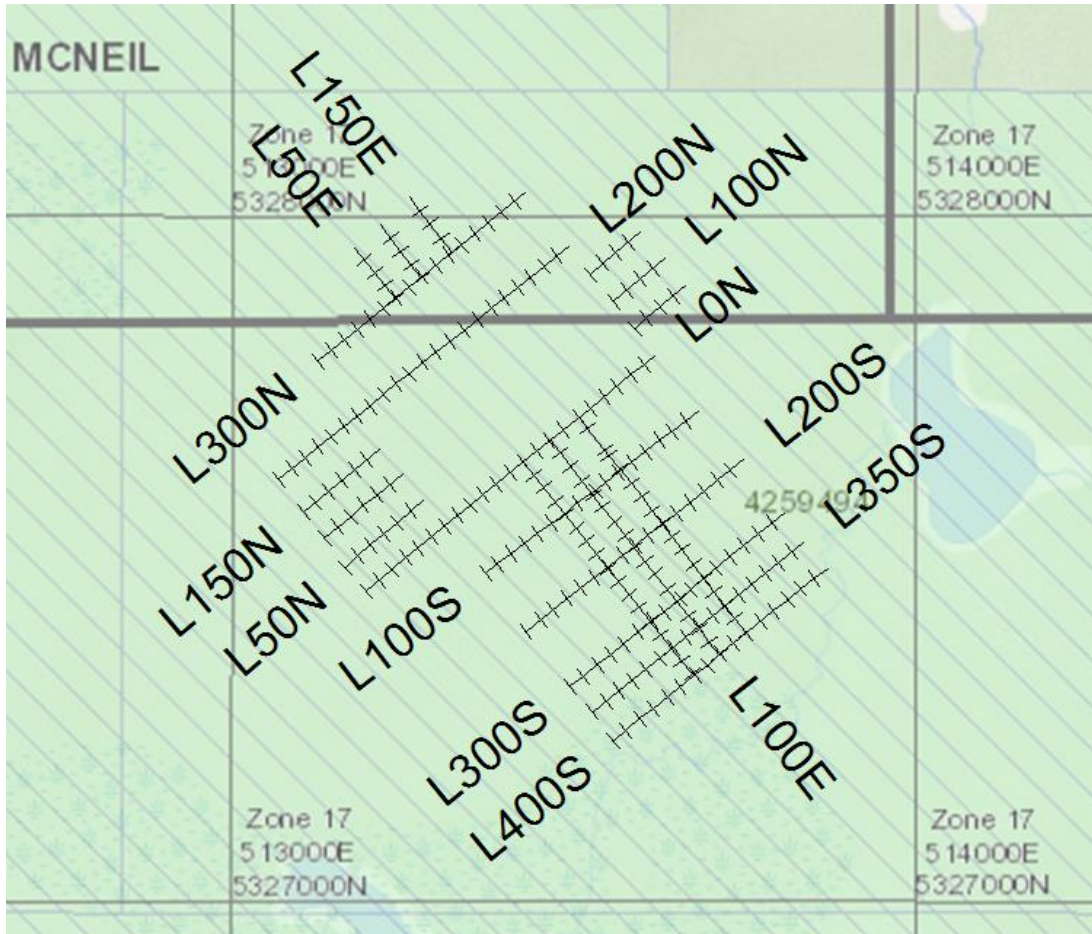 MCNEIL
L150E
L50E
Zone 17
513000E
5328000N
L200N
L100N
Zone 17
514000E
5328000N
L0N
L300N
L200S
L350S
4259494
L150N
L50N
L100S
L300S
L400S
L100E
Zone 17
513000E
5327000N
Zone 17
514000E
5327000N